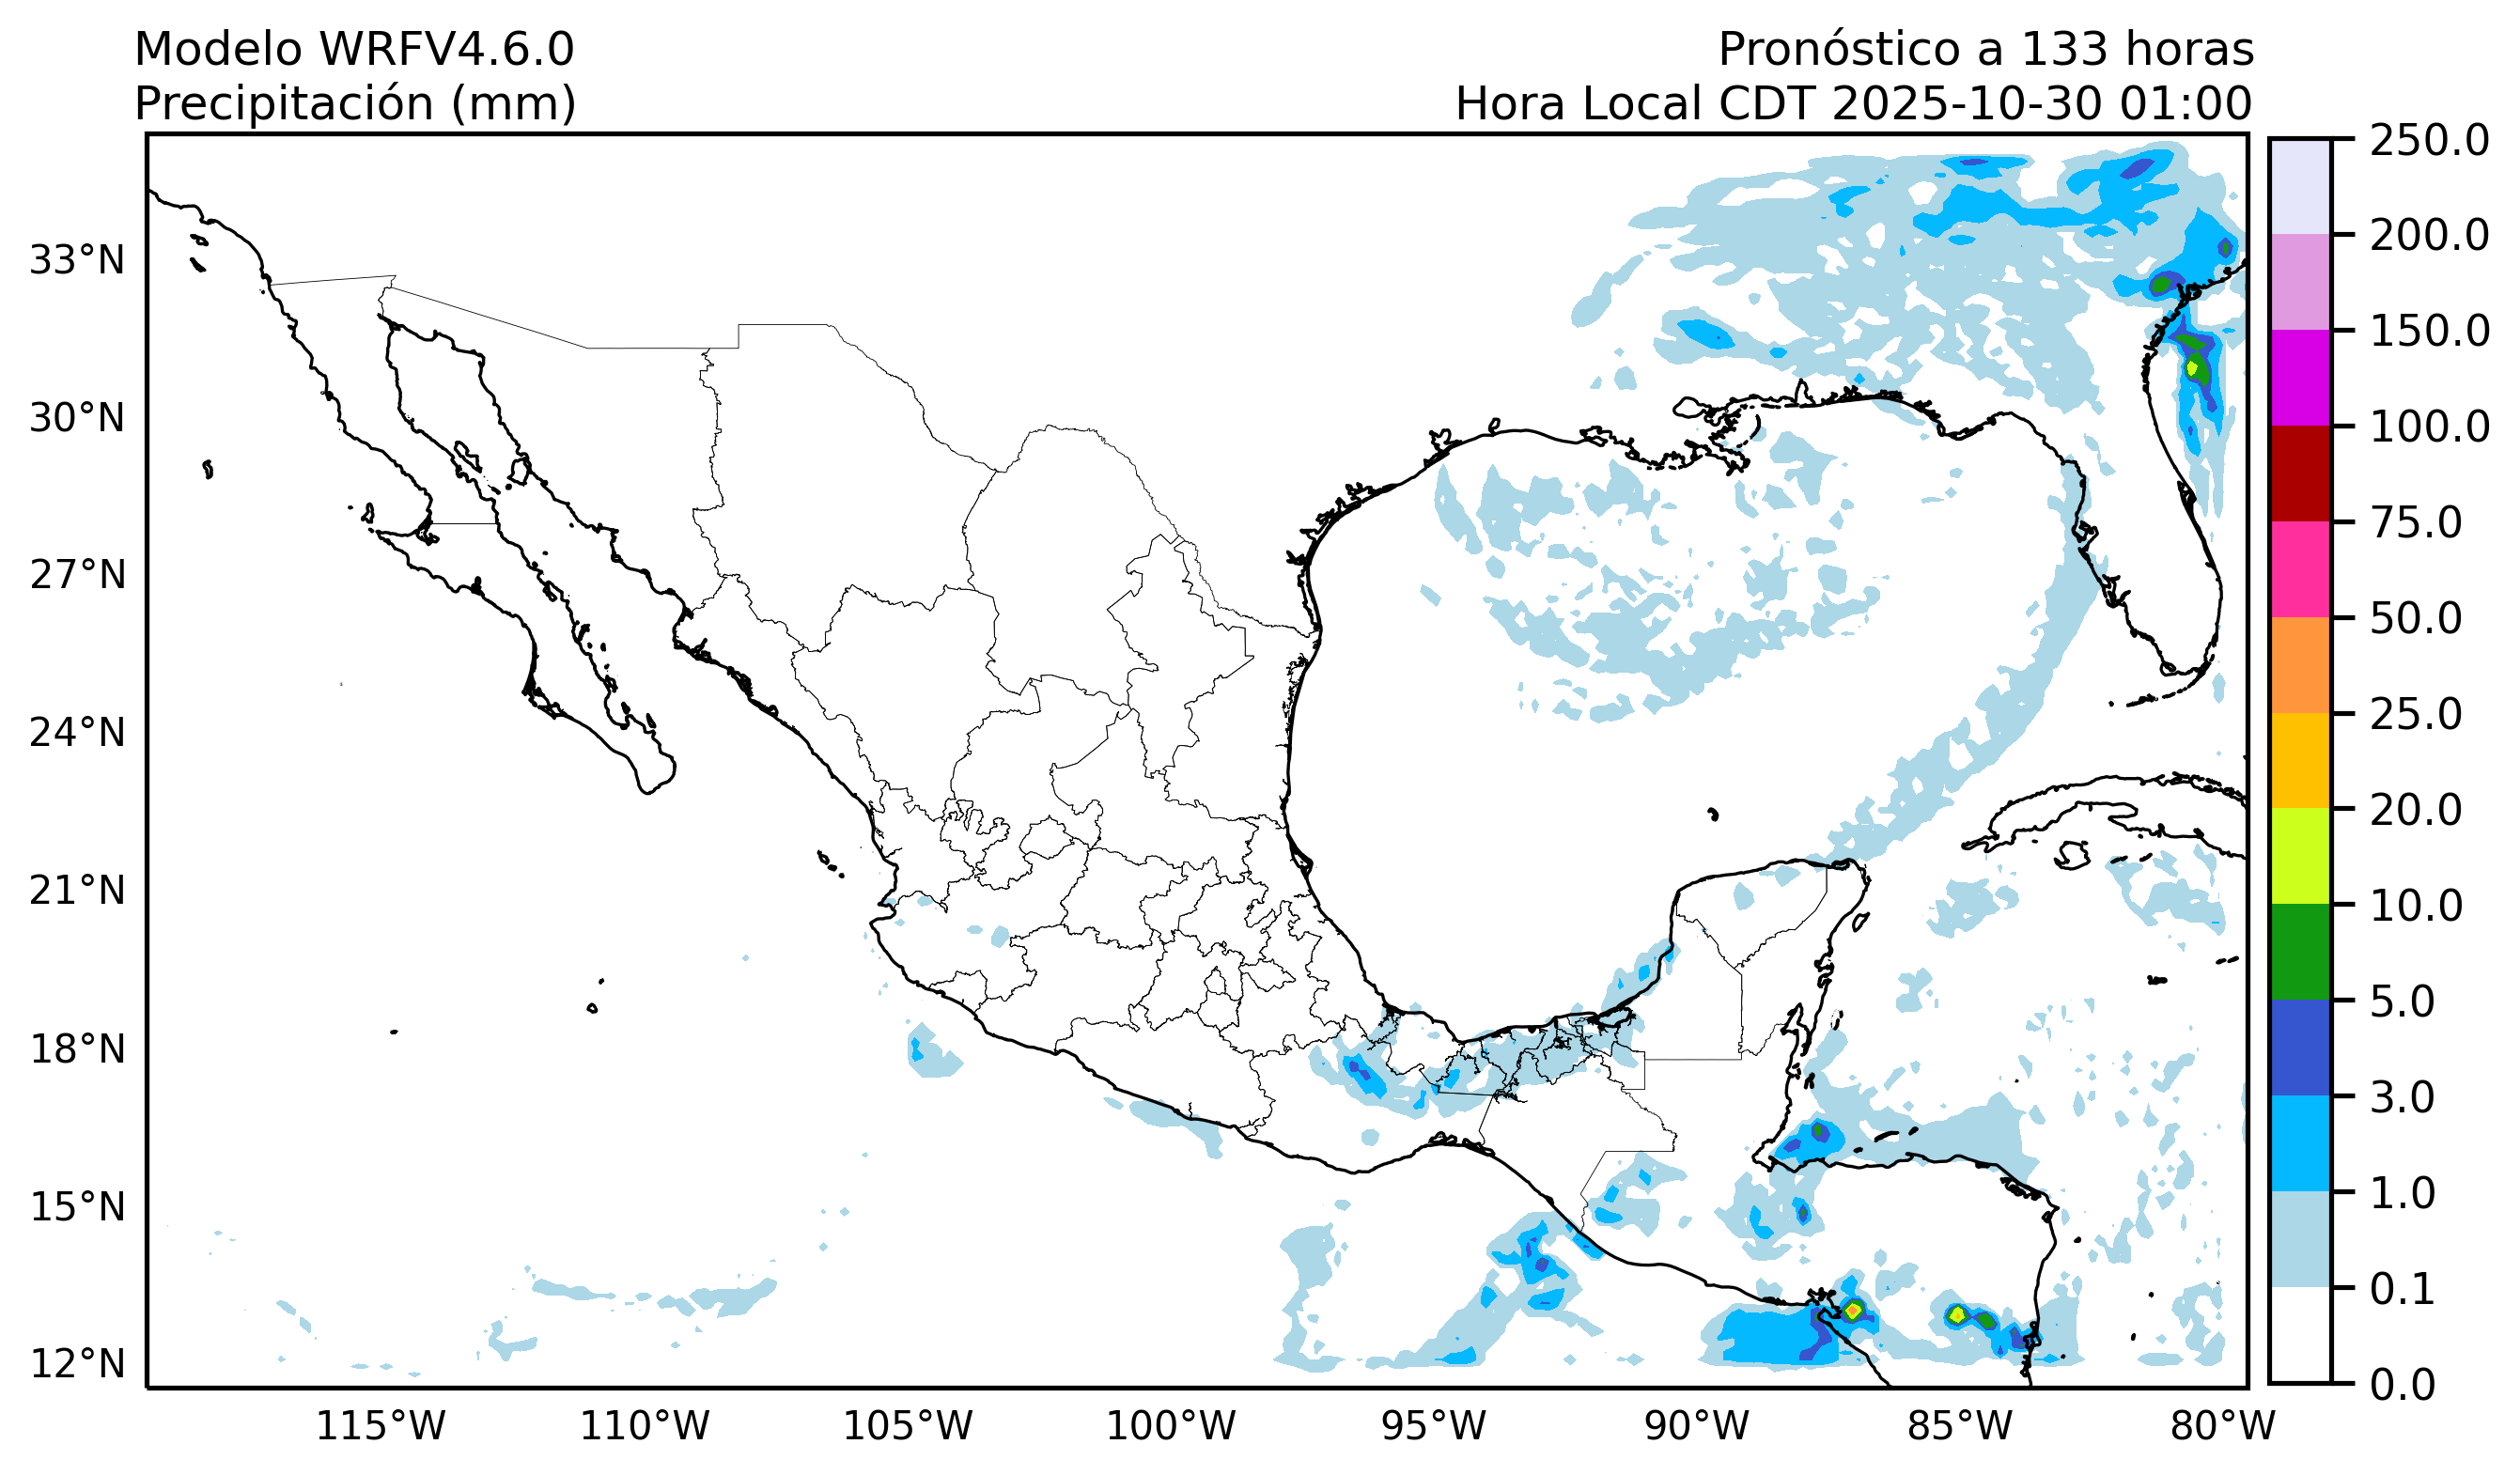 Modelo WRFV4.6.0
Precipitación (mm)
Pronóstico a 133 horas
Hora Local CDT 2025-10-30 01:00
33°N
30°N
27°N
24°N
21°N
18°N
15°N
12°N
115°W
110°W
105°W
100°W
95°W
90°W
85°W
80°W
250.0
200.0
150.0
100.0
75.0
50.0
25.0
20.0
10.0
5.0
3.0
1.0
0.1
0.0